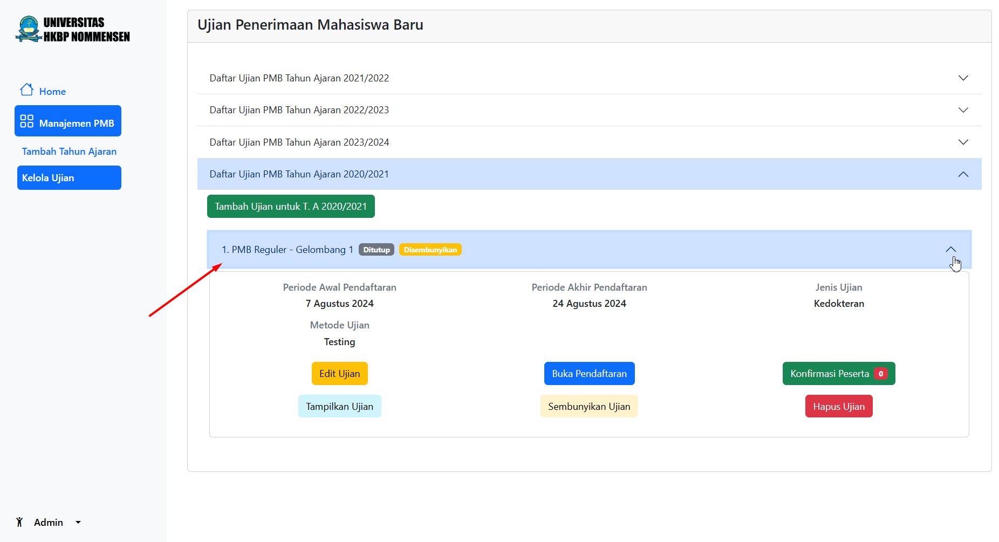 UNIVERSITAS
HKBP NOMMENSEN
Home
Manajemen PMB
Tambah Tahun Ajaran
Kelola Ujian
Admin
Ujian Penerimaan Mahasiswa Baru
Daftar Ujian PMB Tahun Ajaran 2021/2022
Daftar Ujian PMB Tahun Ajaran 2022/2023
Daftar Ujian PMB Tahun Ajaran 2023/2024
Daftar Ujian PMB Tahun Ajaran 2020/2021
Tambah Ujian untuk T. A 2020/2021
1. PMB Reguler - Gelombang 1 Ditutup Disembunyikan
Periode Awal Pendaftaran Periode Akhir Pendaftaran Jenis Ujian
7 Agustus 2024 24 Agustus 2024 Kedokteran
Metode Ujian
Testing
Edit Ujian Buka Pendaftaran Konfirmasi Peserta 0
Tampilkan Ujian Sembunyikan Ujian Hapus Ujian